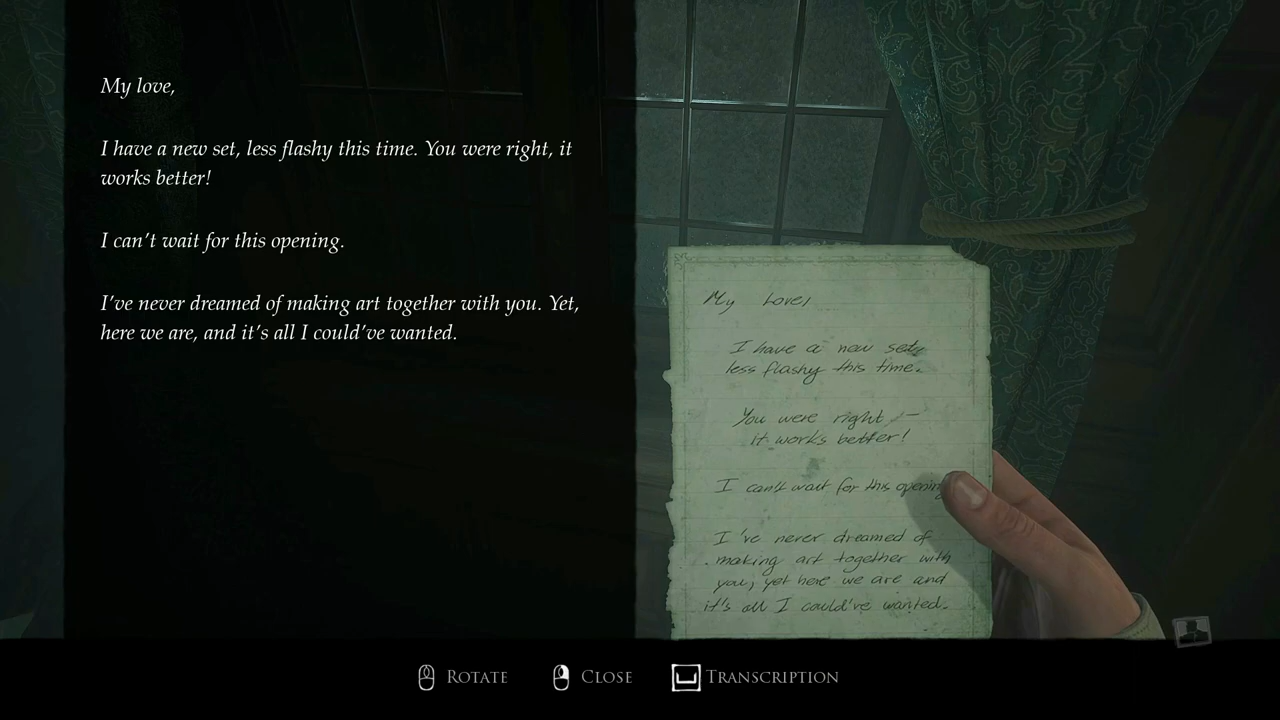 My love,
I have a new set, less flashy this time. You were right, it
works better!
I can't wait for this opening.
I've never dreamed of making art together with you. Yet,
here we are, and it's all I could've wanted.
My Love,
I have a new set,
less flashy this time.
You were right —
it works better!
I can't wait for this opening
I've never dreamed of
making art together with
you, yet here we are and
it's all I could've wanted.
ROTATE CLOSE TRANSCRIPTION